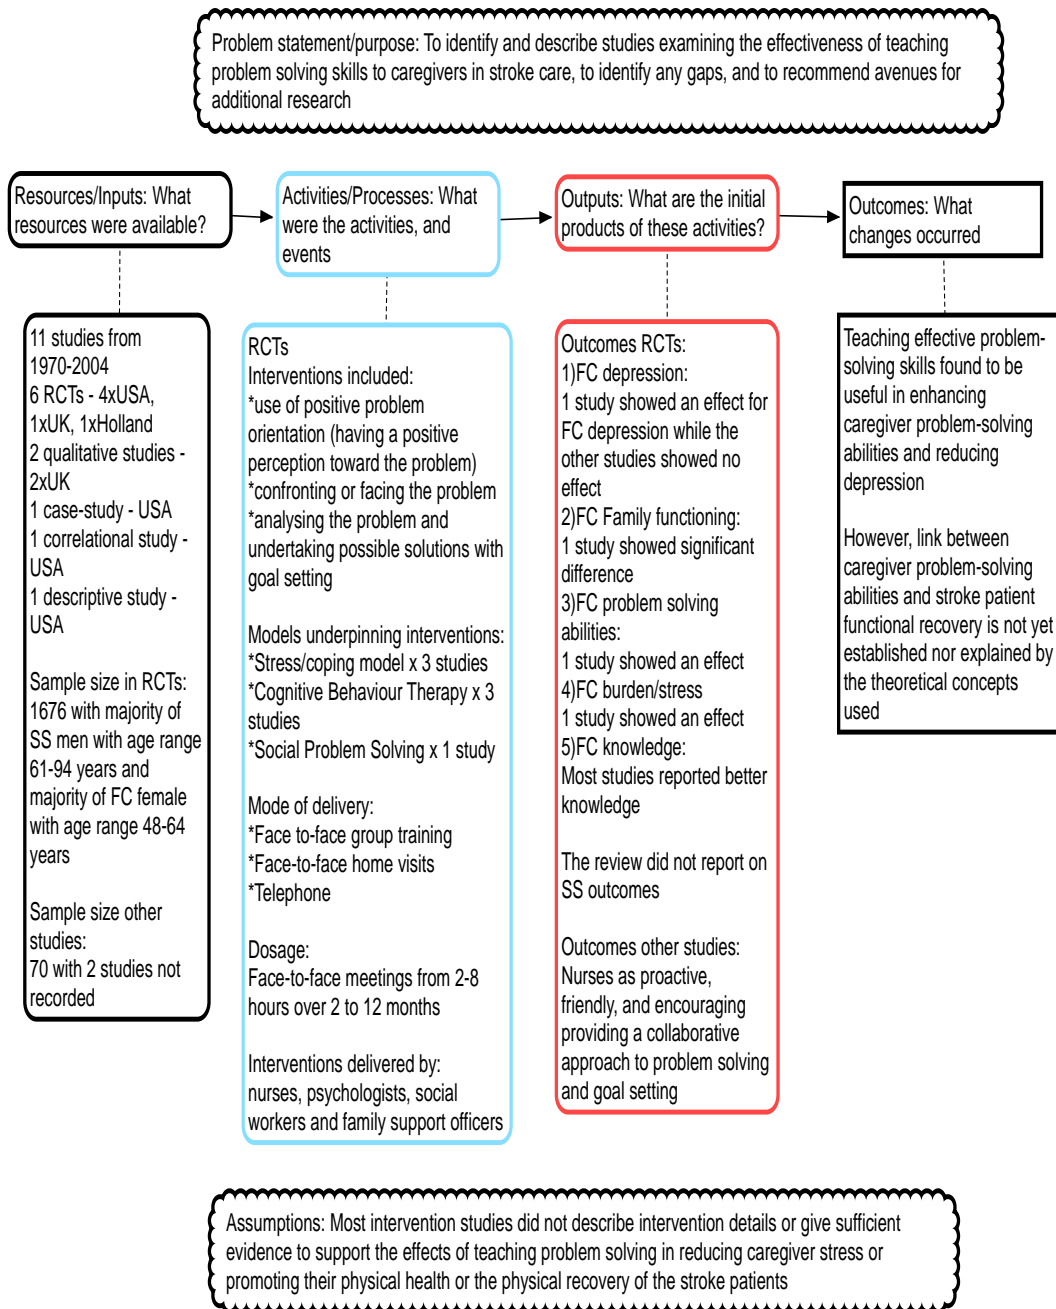 Problem statement/purpose: To identify and describe studies examining the effectiveness of teaching
problem solving skills to caregivers in stroke care, to identify any gaps, and to recommend avenues for
additional research
Resources/Inputs: What
resources were available?
Activities/Processes: What
were the activities, and
events
Outputs: What are the initial
products of these activities?
Outcomes: What
changes occurred
11 studies from
1970-2004
6 RCTs - 4xUSA,
1xUK, 1xHolland
2 qualitative studies -
2xUK
1 case-study - USA
1 correlational study -
USA
1 descriptive study -
USA
Sample size in RCTs:
1676 with majority of
SS men with age range
61-94 years and
majority of FC female
with age range 48-64
years
Sample size other
studies:
70 with 2 studies not
recorded
RCTs
Interventions included:
*use of positive problem
orientation (having a positive
perception toward the problem)
*confronting or facing the problem
*analysing the problem and
undertaking possible solutions with
goal setting
Models underpinning interventions:
*Stress/coping model x 3 studies
*Cognitive Behaviour Therapy x 3
studies
*Social Problem Solving x 1 study
Mode of delivery:
*Face to-face group training
*Face-to-face home visits
*Telephone
Dosage:
Face-to-face meetings from 2-8
hours over 2 to 12 months
Interventions delivered by:
nurses, psychologists, social
workers and family support officers
Outcomes RCTs:
1)FC depression:
1 study showed an effect for
FC depression while the
other studies showed no
effect
2)FC Family functioning:
1 study showed significant
difference
3)FC problem solving
abilities:
1 study showed an effect
4)FC burden/stress
1 study showed an effect
5)FC knowledge:
Most studies reported better
knowledge
The review did not report on
SS outcomes
Outcomes other studies:
Nurses as proactive,
friendly, and encouraging
providing a collaborative
approach to problem solving
and goal setting
Teaching effective problem-
solving skills found to be
useful in enhancing
caregiver problem-solving
abilities and reducing
depression
However, link between
caregiver problem-solving
abilities and stroke patient
functional recovery is not yet
established nor explained by
the theoretical concepts
used
Assumptions: Most intervention studies did not describe intervention details or give sufficient
evidence to support the effects of teaching problem solving in reducing caregiver stress or
promoting their physical health or the physical recovery of the stroke patients